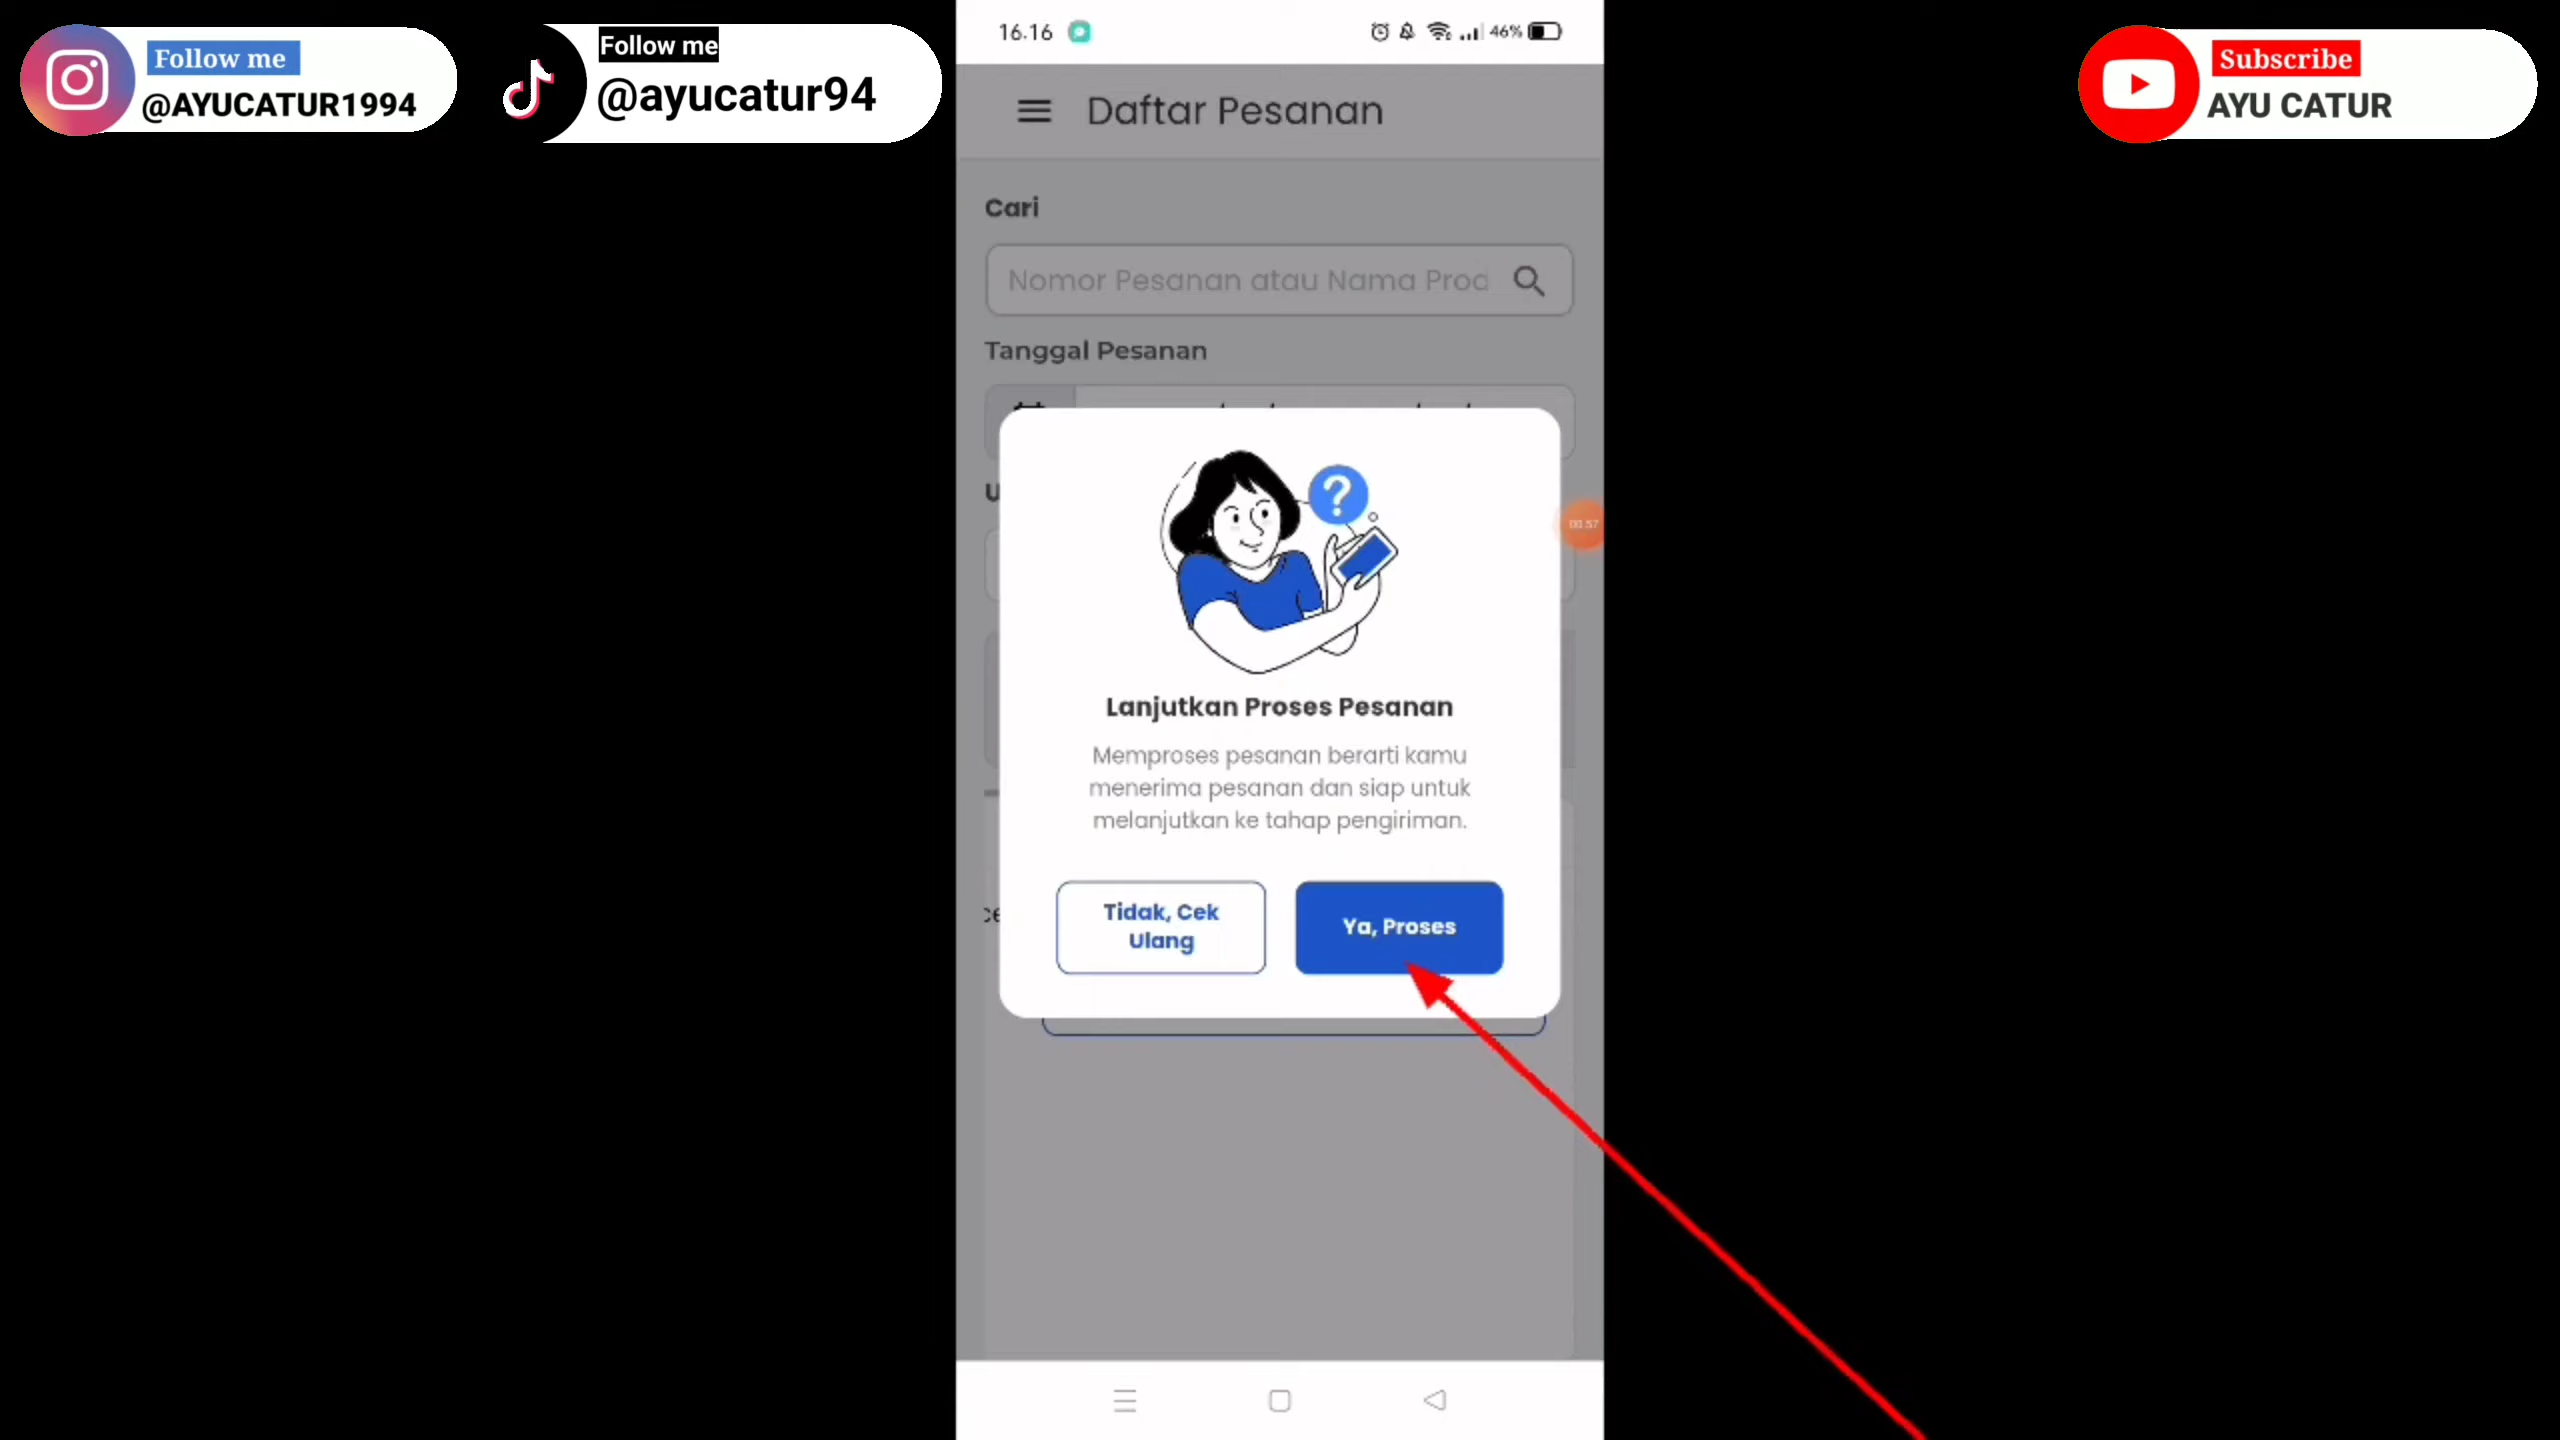 Follow me
@AYUCATUR1994
Follow me
@ayucatur94
Subscribe
AYU CATUR
16.16
46%
Daftar Pesanan
Cari
Nomor Pesanan atau Nama Prod
Tanggal Pesanan
U
?
00:57
Lanjutkan Proses Pesanan
Memproses pesanan berarti kamu
menerima pesanan dan siap untuk
melanjutkan ke tahap pengiriman.
Tidak, Cek
Ulang
Ya, Proses